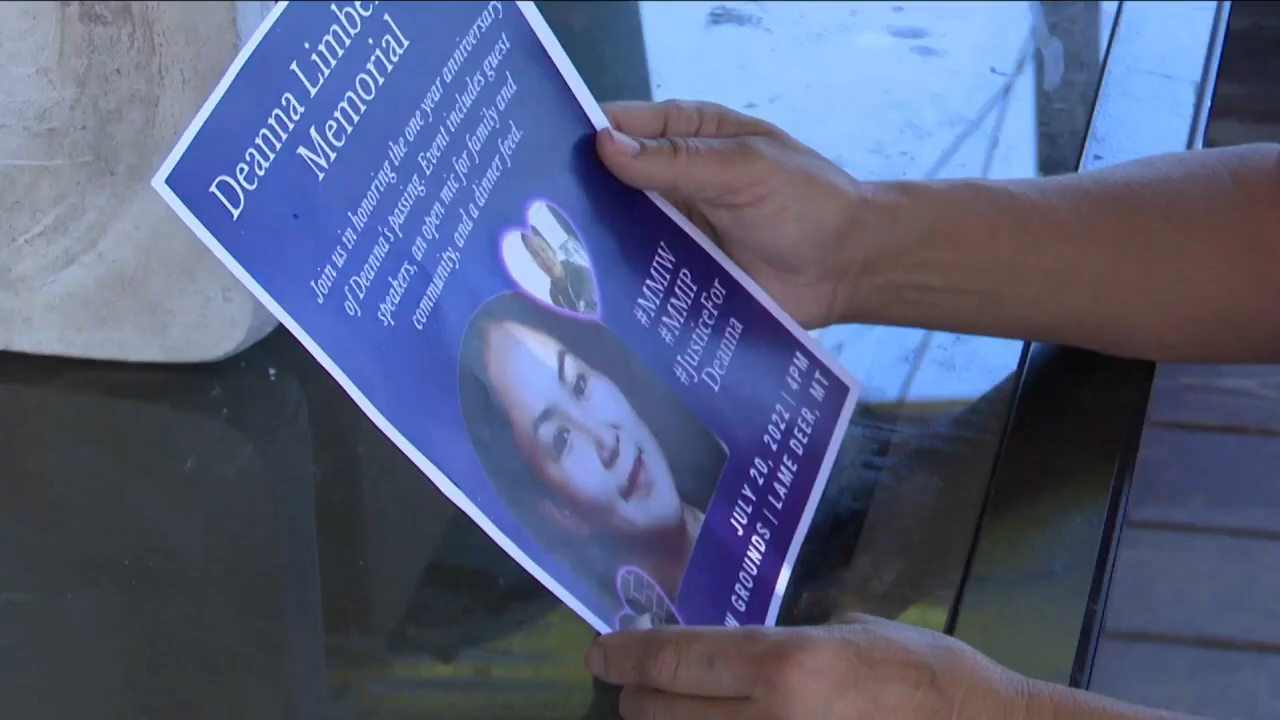 Deanna
Memorial
Join us in honoring the one year anniversary
of Deanna's passing. Event includes guest
speakers, an open mic for family and
community, and a dinner feed.
#MMIW
#MMIP
#JusticeFor
Deanna
JULY 20, 2022 | 4PM
GROUNDS | LAME DEER, MT